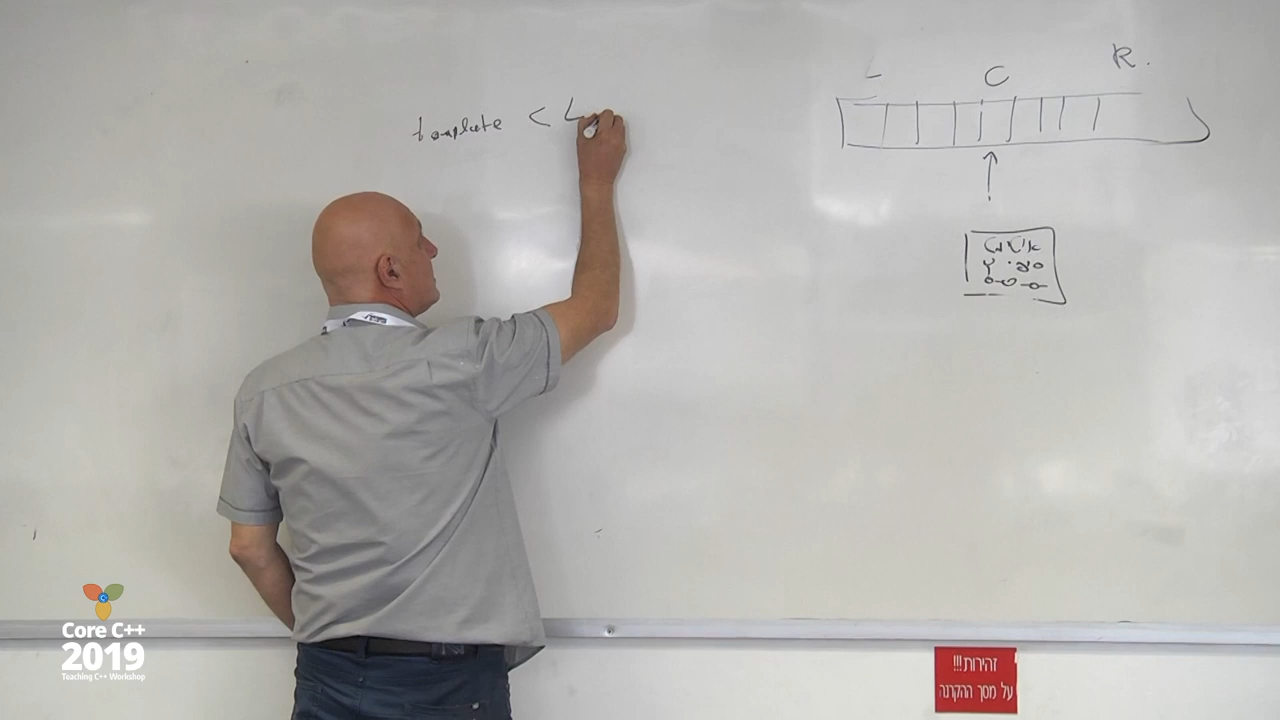 template < L
L C R.
Core C++
2019
Teaching C++ Workshop
זהירות!!!
על מסך ההקרנה